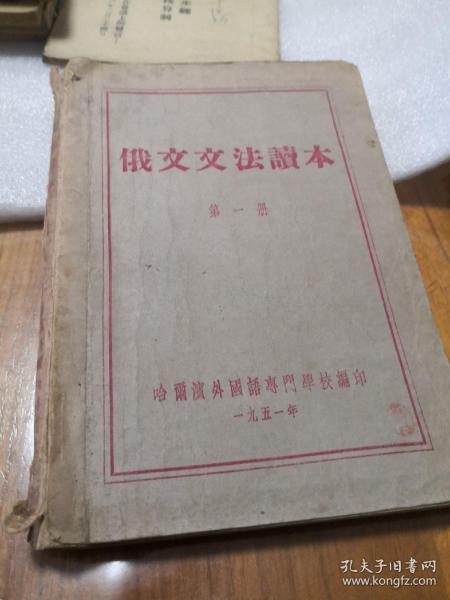 俄文文法讀本
第一册
哈爾濱外國語專門學校編印
一九五一年
孔夫子旧书网
www.kongfz.com